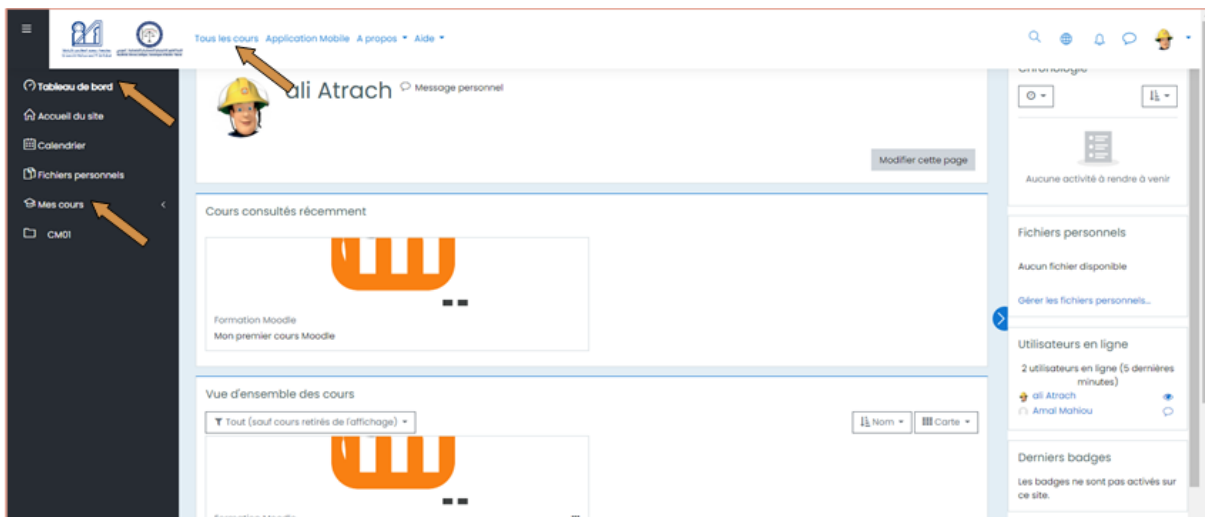 Tous les cours Application Mobile A propos Aide
Tableau de bord
Accueil du site
Calendrier
Fichiers personnels
Mes cours
CM01
ali Atrach Message personnel
Modifier cette page
Cours consultés récemment
Formation Moodle
Mon premier cours Moodle
Vue d'ensemble des cours
Tout (sauf cours retirés de l'affichage)
Nom
Carte
Formation Moodle
Chronologie
Aucune activité à rendre à venir
Fichiers personnels
Aucun fichier disponible
Gérer les fichiers personnels...
Utilisateurs en ligne
2 utilisateurs en ligne (5 dernières
minutes)
ali Atrach
Amal Mahiou
Derniers badges
Les badges ne sont pas activés sur
ce site.